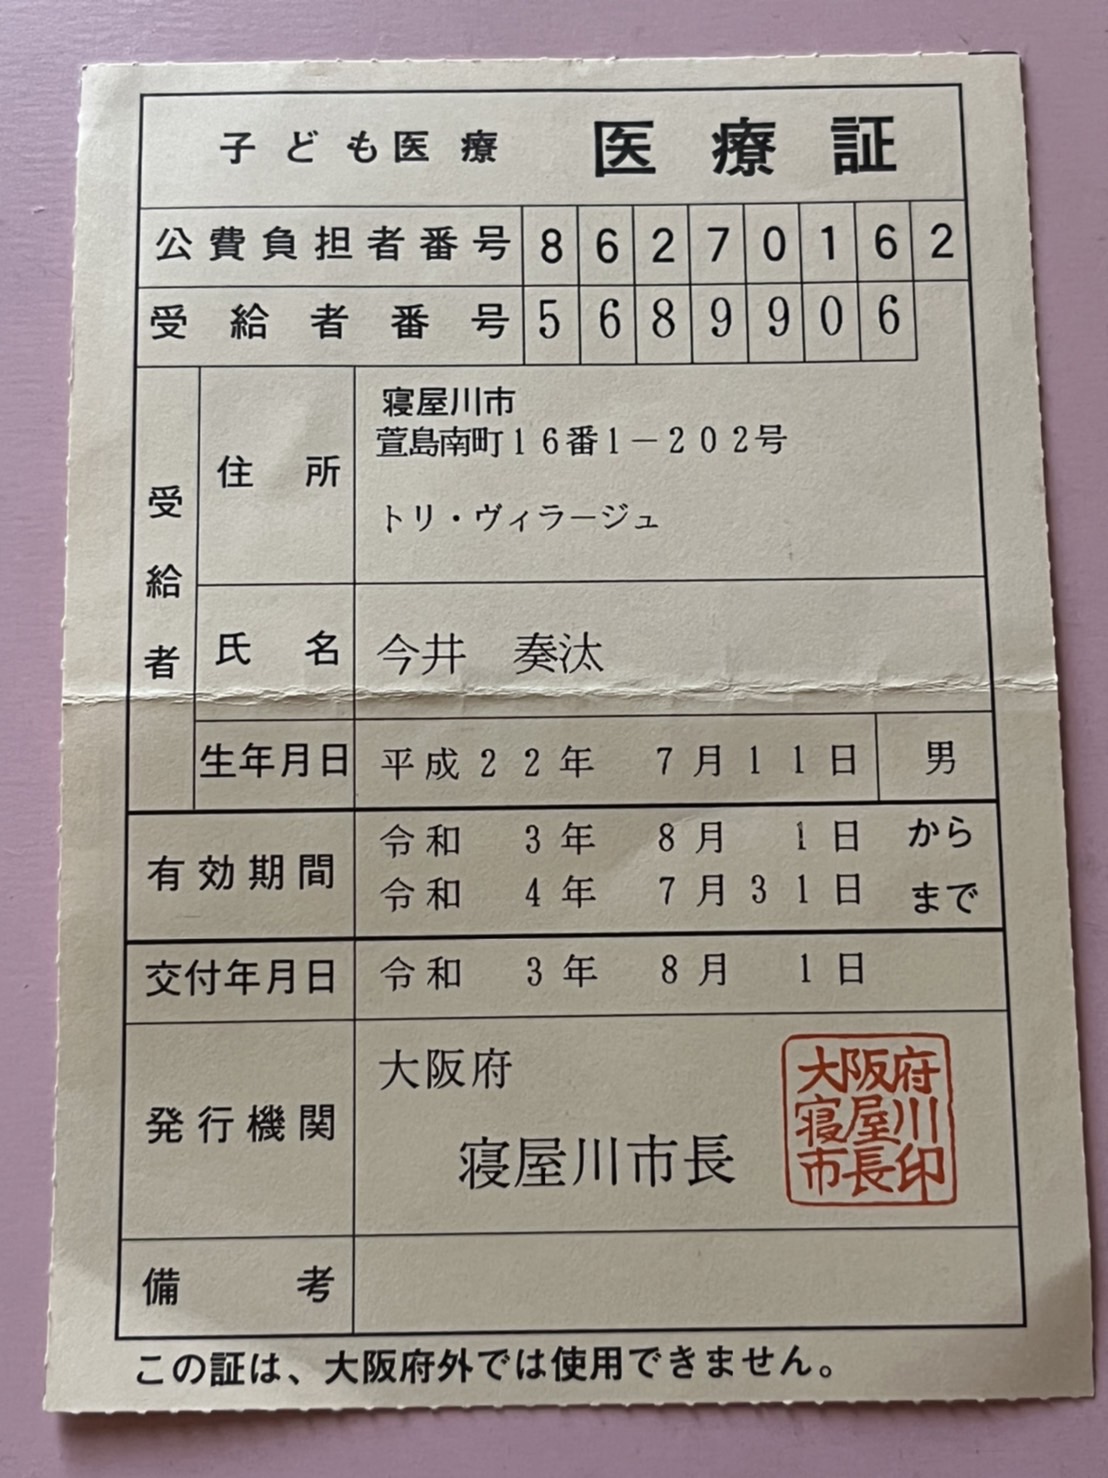 子ども医療 医療証
公費負担者番号 86270162
受給者番号 5689906
受給者
住所
寝屋川市
萱島南町16番1-202号
トリ・ヴィラージュ
氏名 今井 奏汰
生年月日 平成22年 7月11日 男
有効期間
令和 3年 8月 1日 から
令和 4年 7月31日 まで
交付年月日 令和 3年 8月 1日
発行機関
大阪府
寝屋川市長
大阪府
寝屋川
市長印
備考
この証は、大阪府外では使用できません。